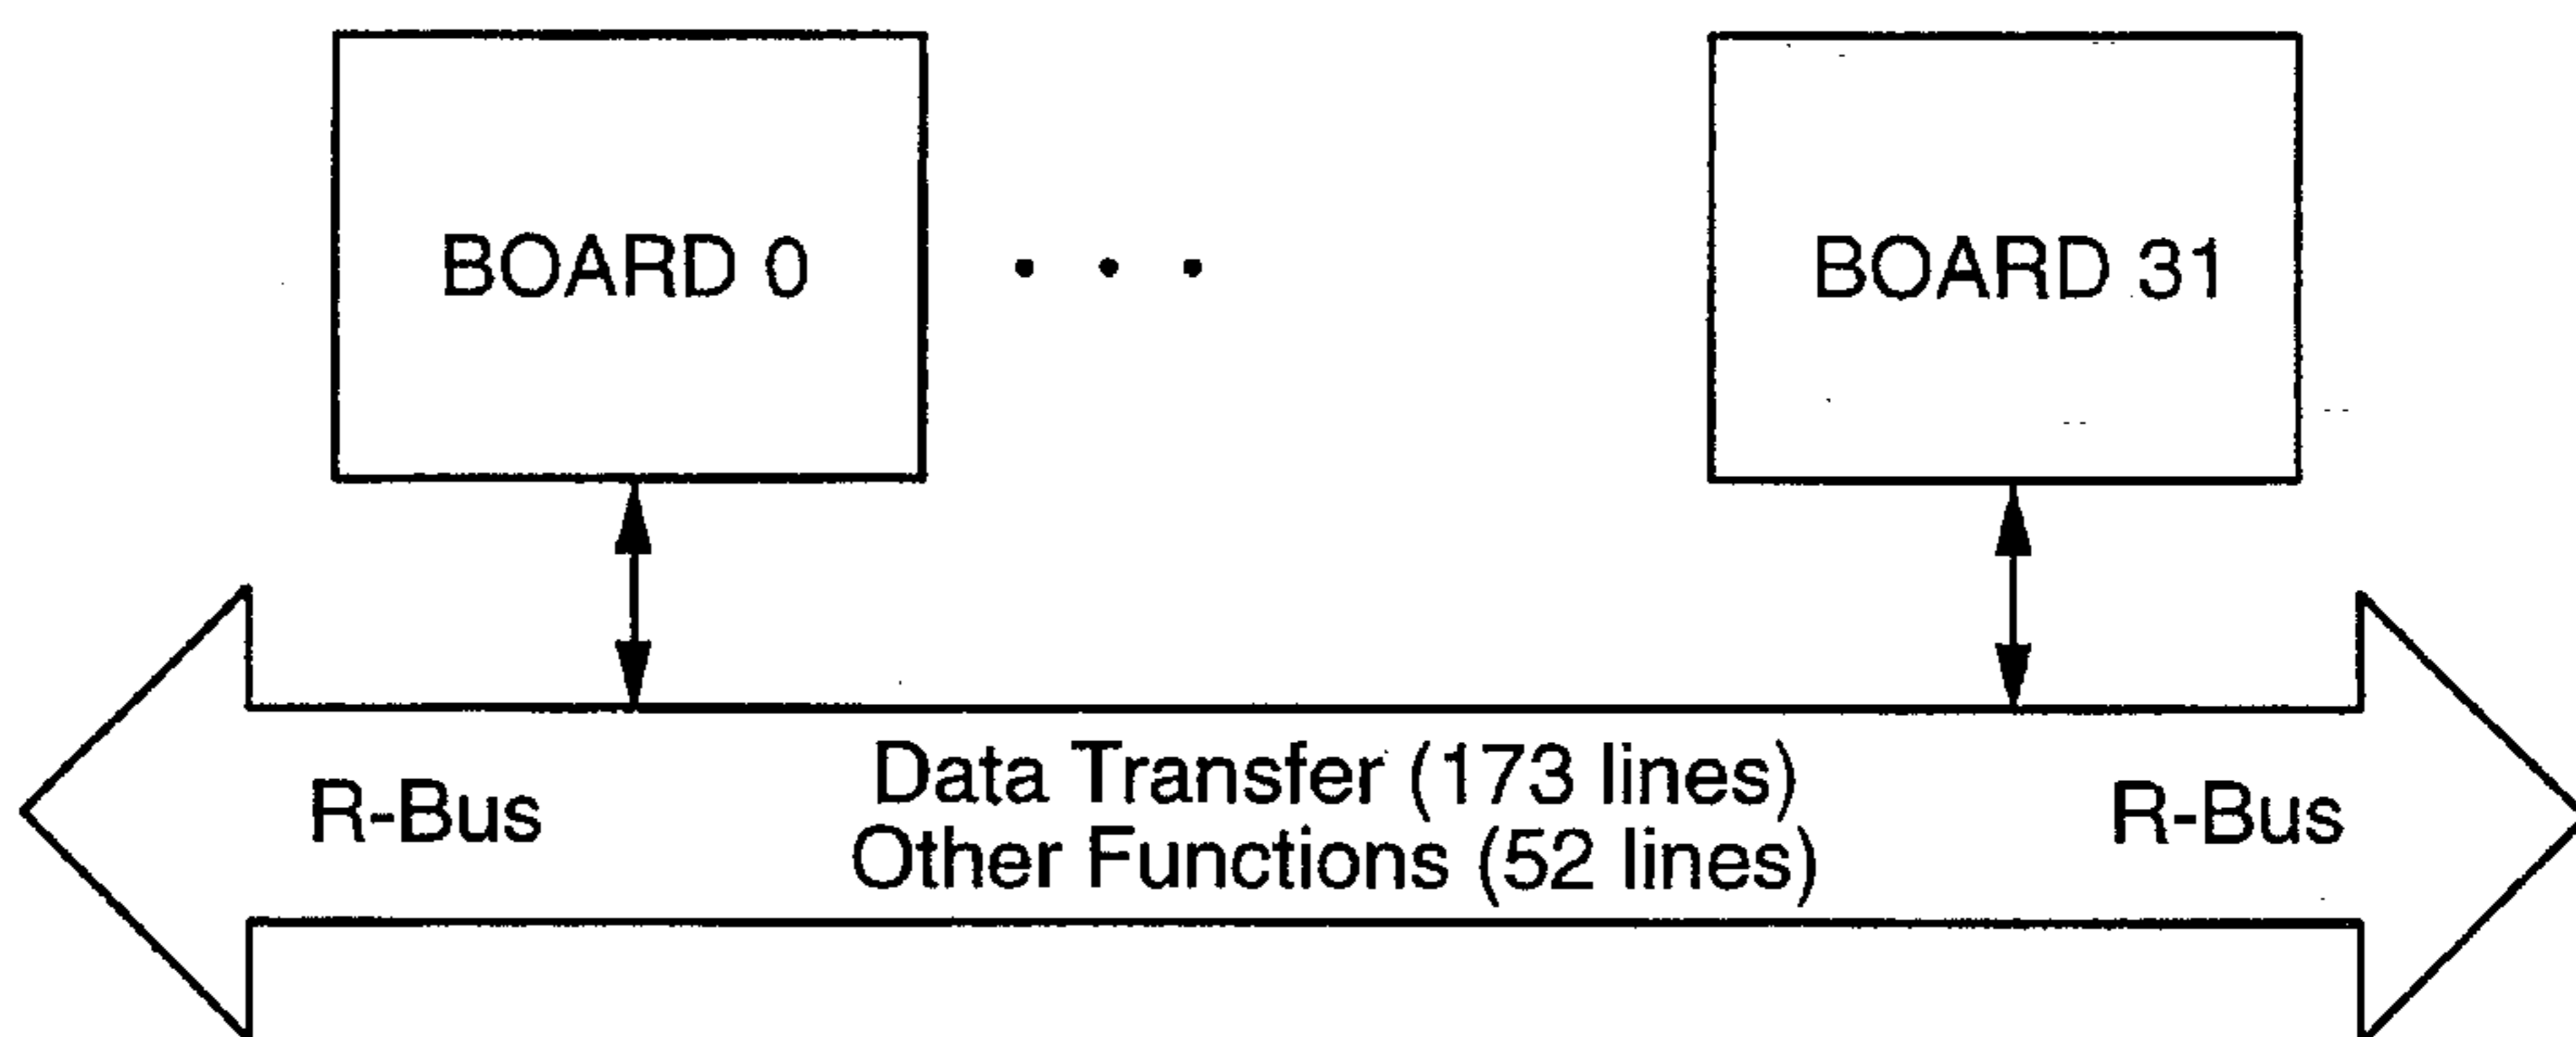 BOARD 0
• • •
BOARD 31
R-Bus
Data Transfer (173 lines)
Other Functions (52 lines)
R-Bus